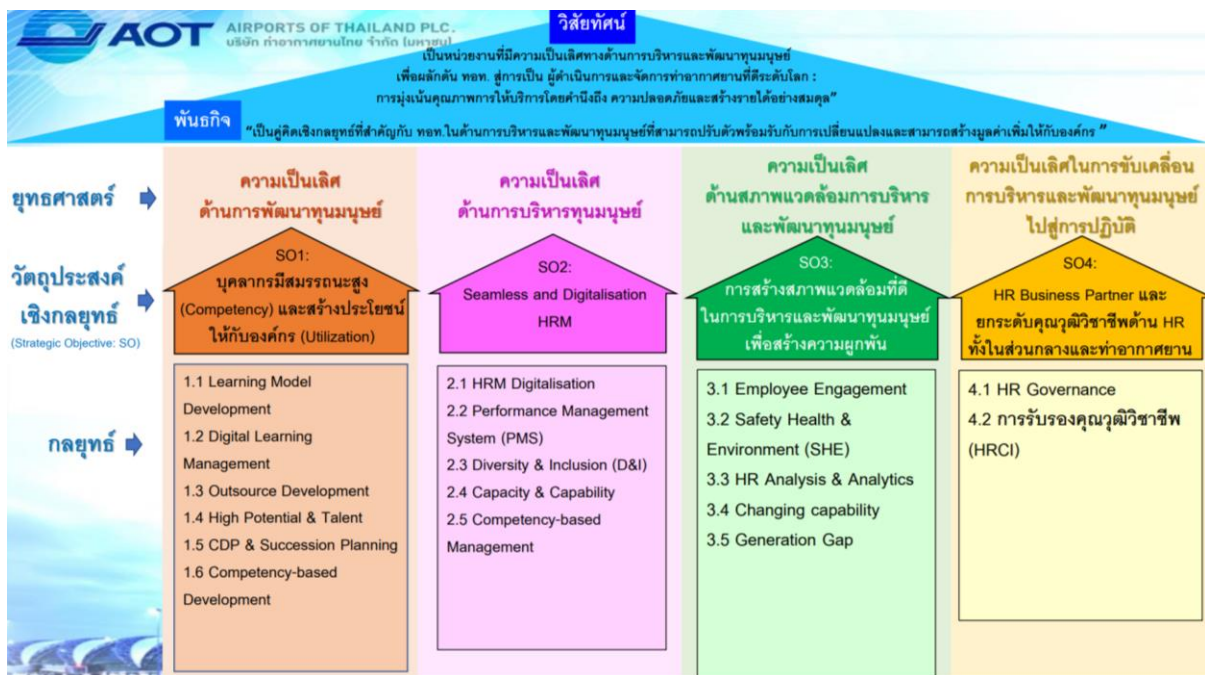 AOT
AIRPORTS OF THAILAND PLC.
บริษัท ท่าอากาศยานไทย จำกัด (มหาชน)
วิสัยทัศน์
เป็นหน่วยงานที่มีความเป็นเลิศทางด้านการบริหารและพัฒนาทุนมนุษย์
เพื่อผลักดัน ทอท. สู่การเป็น ผู้ดำเนินการและจัดการท่าอากาศยานที่ดีระดับโลก :
การมุ่งเน้นคุณภาพการให้บริการโดยคำนึงถึง ความปลอดภัยและสร้างรายได้อย่างสมดุล”
พันธกิจ
“เป็นคู่คิดเชิงกลยุทธ์ที่สำคัญกับ ทอท.ในด้านการบริหารและพัฒนาทุนมนุษย์ที่สามารถปรับตัวพร้อมรับกับการเปลี่ยนแปลงและสามารถสร้างมูลค่าเพิ่มให้กับองค์กร ”
ยุทธศาสตร์
ความเป็นเลิศ
ด้านการพัฒนาทุนมนุษย์
ความเป็นเลิศ
ด้านการบริหารทุนมนุษย์
ความเป็นเลิศ
ด้านสภาพแวดล้อมการบริหาร
และพัฒนาทุนมนุษย์
ความเป็นเลิศในการขับเคลื่อน
การบริหารและพัฒนาทุนมนุษย์
ไปสู่การปฏิบัติ
วัตถุประสงค์
เชิงกลยุทธ์
(Strategic Objective: SO)
SO1:
บุคลากรมีสมรรถนะสูง
(Competency) และสร้างประโยชน์
ให้กับองค์กร (Utilization)
SO2:
Seamless and Digitalisation
HRM
SO3:
การสร้างสภาพแวดล้อมที่ดี
ในการบริหารและพัฒนาทุนมนุษย์
เพื่อสร้างความผูกพัน
SO4:
HR Business Partner และ
ยกระดับคุณวุฒิวิชาชีพด้าน HR
ทั้งในส่วนกลางและท่าอากาศยาน
กลยุทธ์
1.1 Learning Model
Development
1.2 Digital Learning
Management
1.3 Outsource Development
1.4 High Potential & Talent
1.5 CDP & Succession Planning
1.6 Competency-based
Development
2.1 HRM Digitalisation
2.2 Performance Management
System (PMS)
2.3 Diversity & Inclusion (D&I)
2.4 Capacity & Capability
2.5 Competency-based
Management
3.1 Employee Engagement
3.2 Safety Health &
Environment (SHE)
3.3 HR Analysis & Analytics
3.4 Changing capability
3.5 Generation Gap
4.1 HR Governance
4.2 การรับรองคุณวุฒิวิชาชีพ
(HRCI)